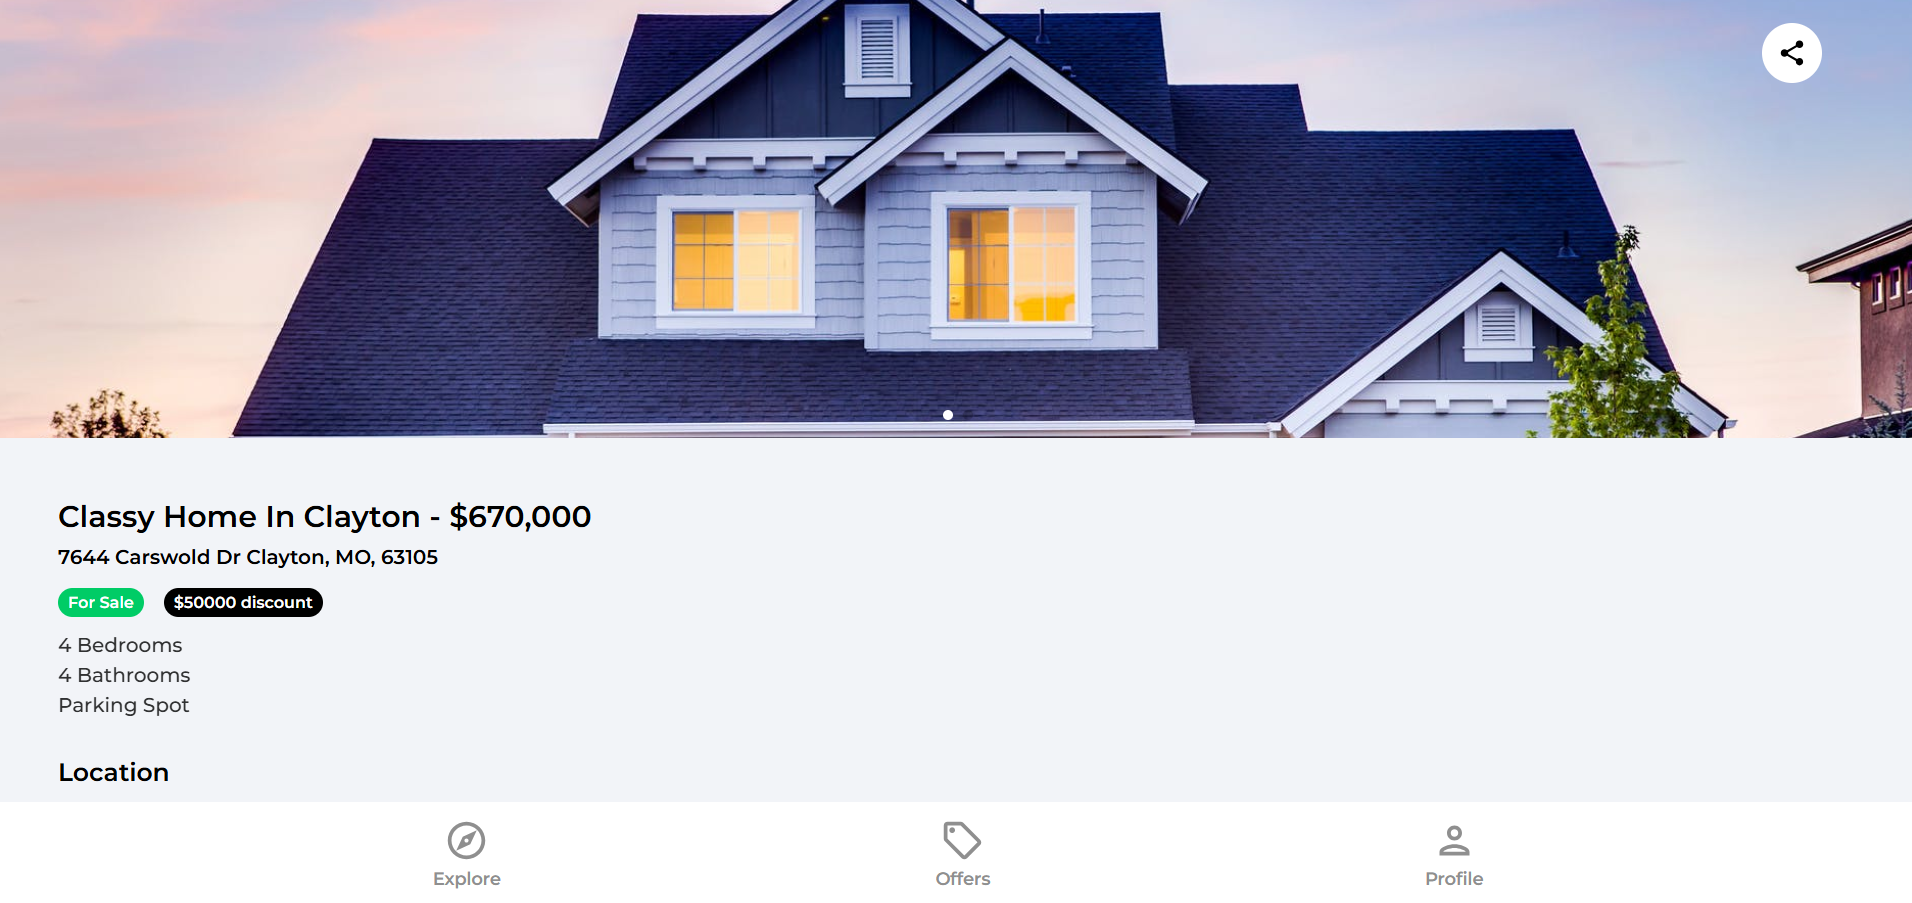 Classy Home In Clayton - $670,000
7644 Carswold Dr Clayton, MO, 63105
For Sale $50000 discount
4 Bedrooms
4 Bathrooms
Parking Spot
Location
Explore Offers Profile